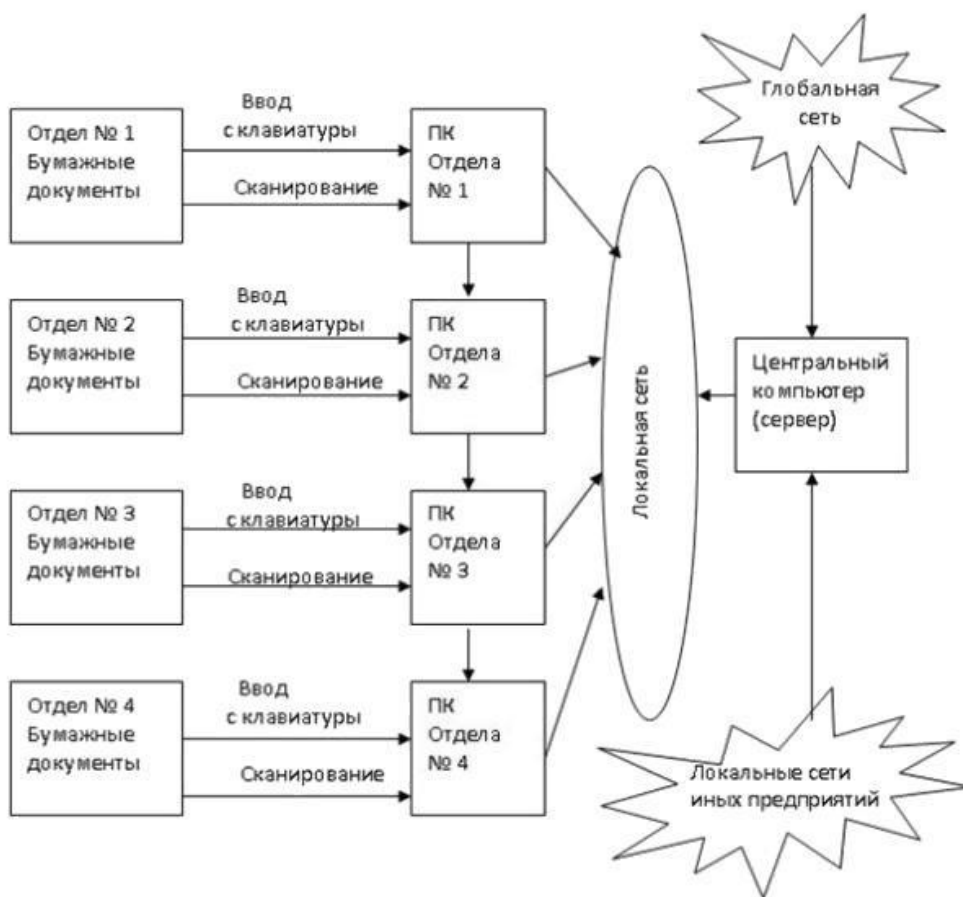 Глобальная
сеть
Отдел № 1
Бумажные
документы
Ввод
с клавиатуры
Сканирование
ПК
Отдела
№ 1
Отдел № 2
Бумажные
документы
Ввод
с клавиатуры
Сканирование
ПК
Отдела
№ 2
Локальная сеть
Центральный
компьютер
(сервер)
Отдел № 3
Бумажные
документы
Ввод
с клавиатуры
Сканирование
ПК
Отдела
№ 3
Отдел № 4
Бумажные
документы
Ввод
с клавиатуры
Сканирование
ПК
Отдела
№ 4
Локальные сети
иных предприятий